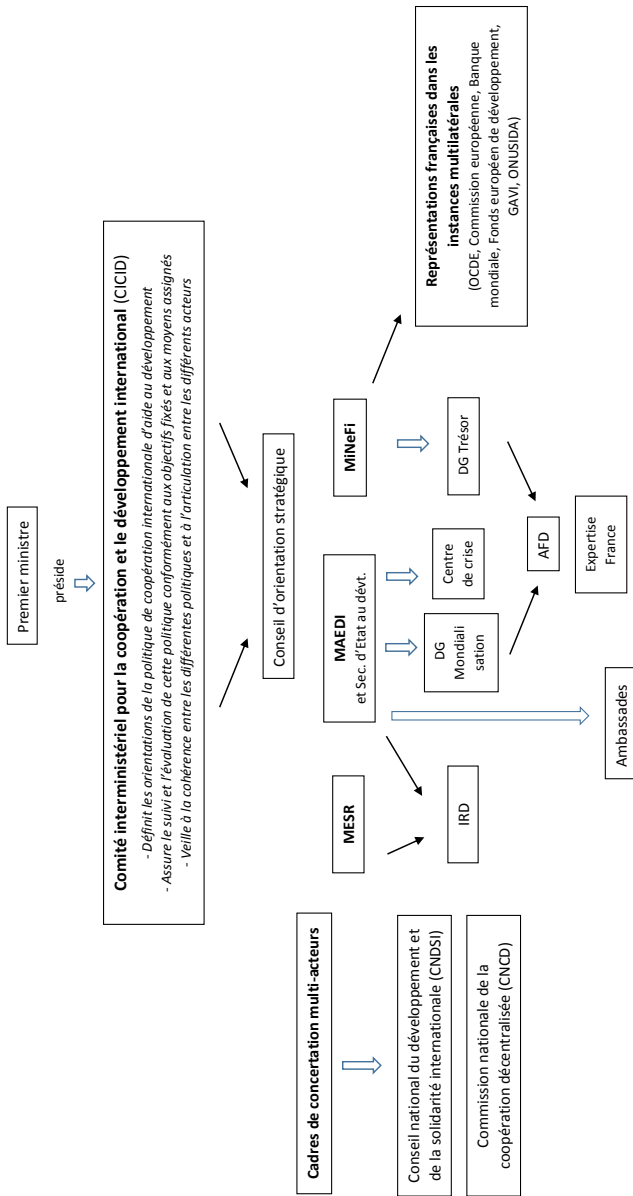 Premier ministre
préside
Comité interministériel pour la coopération et le développement international (CICID)
- Définit les orientations de la politique de coopération internationale d’aide au développement
- Assure le suivi et l’évaluation de cette politique conformément aux objectifs fixés et aux moyens assignés
- Veille à la cohérence entre les différentes politiques et à l’articulation entre les différents acteurs
Conseil d’orientation stratégique
Cadres de concertation multi-acteurs
Conseil national du développement et
de la solidarité internationale (CNDSI)
Commission nationale de la
coopération décentralisée (CNCD)
MESR
IRD
MAEDI
et Sec. d’Etat au dévt.
DG
Mondiali
sation
Centre
de crise
Ambassades
MiNeFi
DG Trésor
AFD
Expertise
France
Représentations françaises dans les
instances multilatérales
(OCDE, Commission européenne, Banque
mondiale, Fonds européen de développement,
GAVI, ONUSIDA)